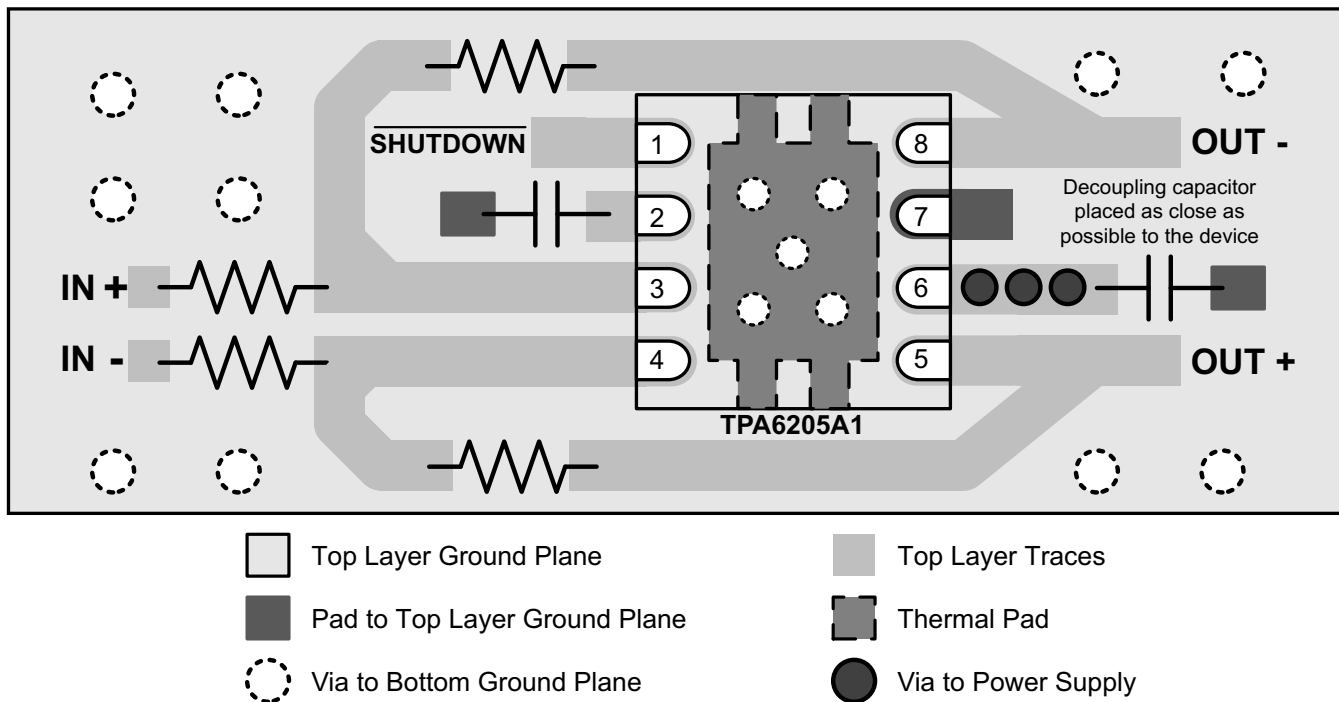 SHUTDOWN
1
8
OUT -
2
7
Decoupling capacitor
placed as close as
possible to the device
IN +
3
6
IN -
4
5
OUT +
TPA6205A1
Top Layer Ground Plane
Top Layer Traces
Pad to Top Layer Ground Plane
Thermal Pad
Via to Bottom Ground Plane
Via to Power Supply